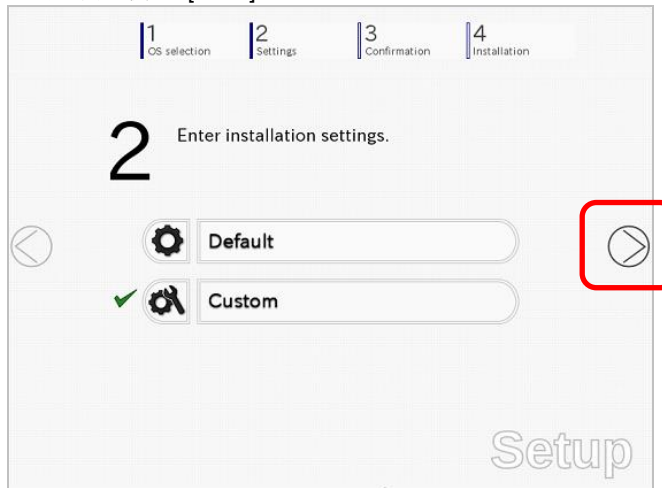 1 2 3 4
OS selection Settings Confirmation Installation
2 Enter installation settings.
Default
Custom
Setup